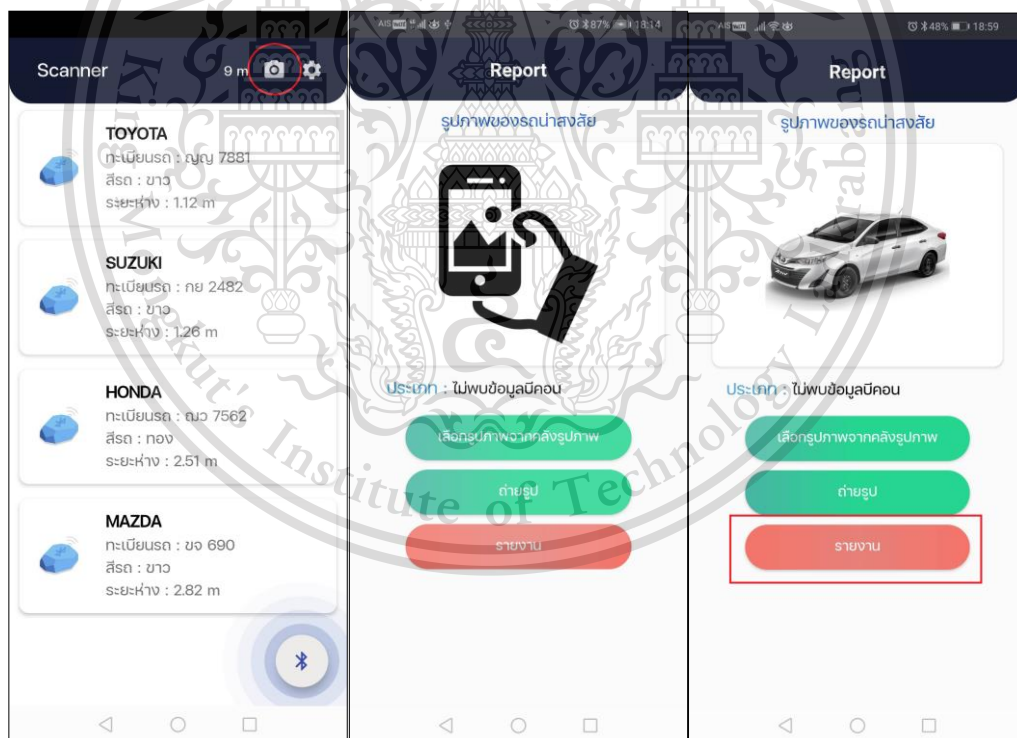 Scanner
9 m
TOYOTA
ทะเบียนรถ : ญญ 7881
สีรถ : ขาว
ระยะห่าง : 1.12 m
SUZUKI
ทะเบียนรถ : กย 2482
สีรถ : ขาว
ระยะห่าง : 1.26 m
HONDA
ทะเบียนรถ : ฌว 7562
สีรถ : ทอง
ระยะห่าง : 2.51 m
MAZDA
ทะเบียนรถ : ขจ 690
สีรถ : ขาว
ระยะห่าง : 2.82 m
AIS 87% 18:14
Report
รูปภาพของรถน่าสงสัย
ประเภท : ไม่พบข้อมูลบีคอน
เลือกรูปภาพจากคลังรูปภาพ
ถ่ายรูป
รายงาน
AIS 48% 18:59
Report
รูปภาพของรถน่าสงสัย
ประเภท : ไม่พบข้อมูลบีคอน
เลือกรูปภาพจากคลังรูปภาพ
ถ่ายรูป
รายงาน
King Mongkut's Institute of Technology